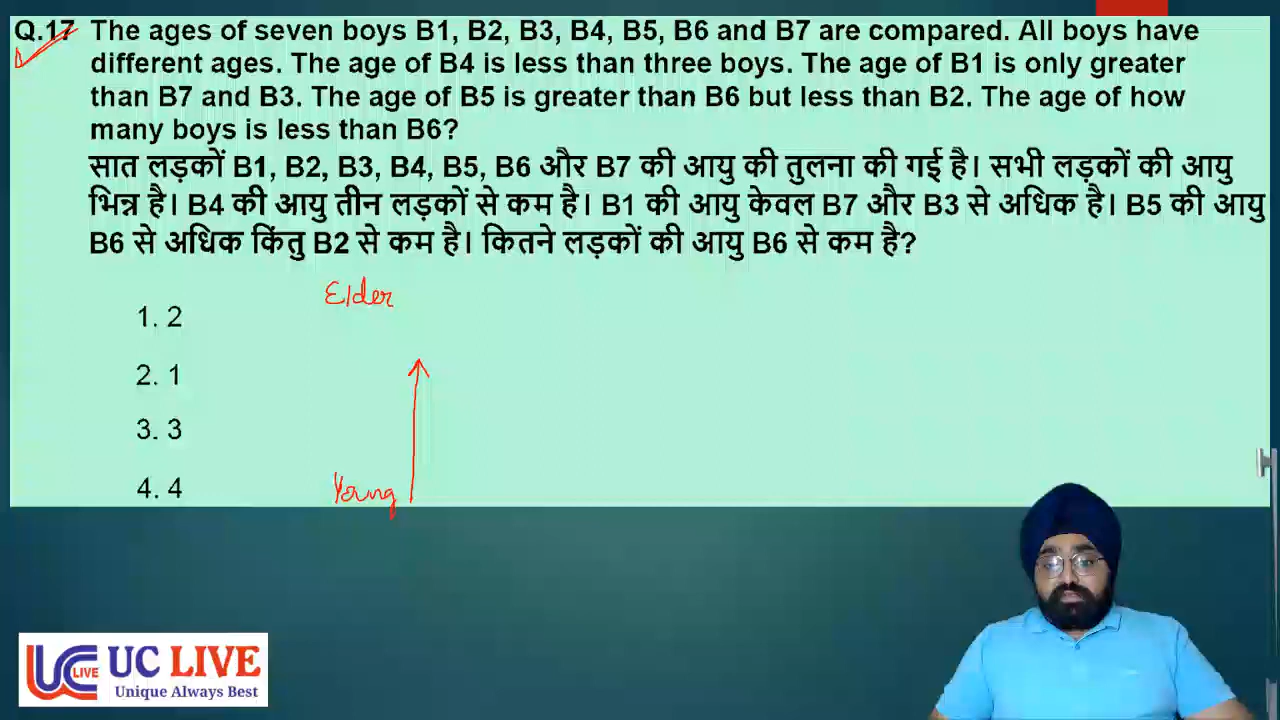 Q.17 The ages of seven boys B1, B2, B3, B4, B5, B6 and B7 are compared. All boys have
different ages. The age of B4 is less than three boys. The age of B1 is only greater
than B7 and B3. The age of B5 is greater than B6 but less than B2. The age of how
many boys is less than B6?
सात लड़कों B1, B2, B3, B4, B5, B6 और B7 की आयु की तुलना की गई है। सभी लड़कों की आयु
भिन्न है। B4 की आयु तीन लड़कों से कम है। B1 की आयु केवल B7 और B3 से अधिक है। B5 की आयु
B6 से अधिक किंतु B2 से कम है। कितने लड़कों की आयु B6 से कम है?
Elder
1. 2
2. 1
3. 3
4. 4
Young
UC LIVE
LIVE
Unique Always Best